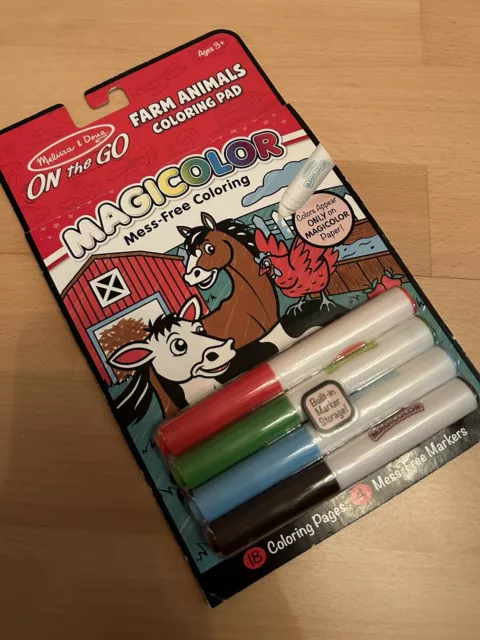 Ages 3+
Melissa & Doug
ON the GO
FARM ANIMALS
COLORING PAD
MAGICOLOR
Mess-Free Coloring
Colors Appear
ONLY on
MAGICOLOR
Paper!
Built-in
Marker
Storage!
MAGICOLOR
18 Coloring Pages
4 Mess-Free Markers